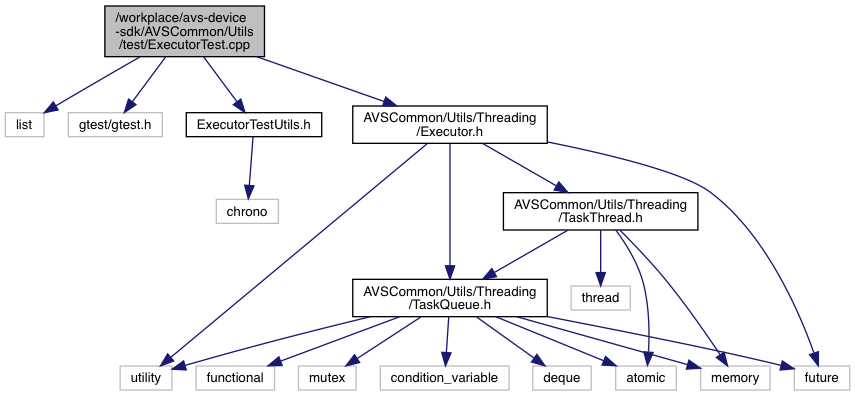 /workplace/avs-device
-sdk/AVSCommon/Utils
/test/ExecutorTest.cpp
list
gtest/gtest.h
ExecutorTestUtils.h
AVSCommon/Utils/Threading
/Executor.h
chrono
AVSCommon/Utils/Threading
/TaskThread.h
AVSCommon/Utils/Threading
/TaskQueue.h
thread
utility
functional
mutex
condition_variable
deque
atomic
memory
future